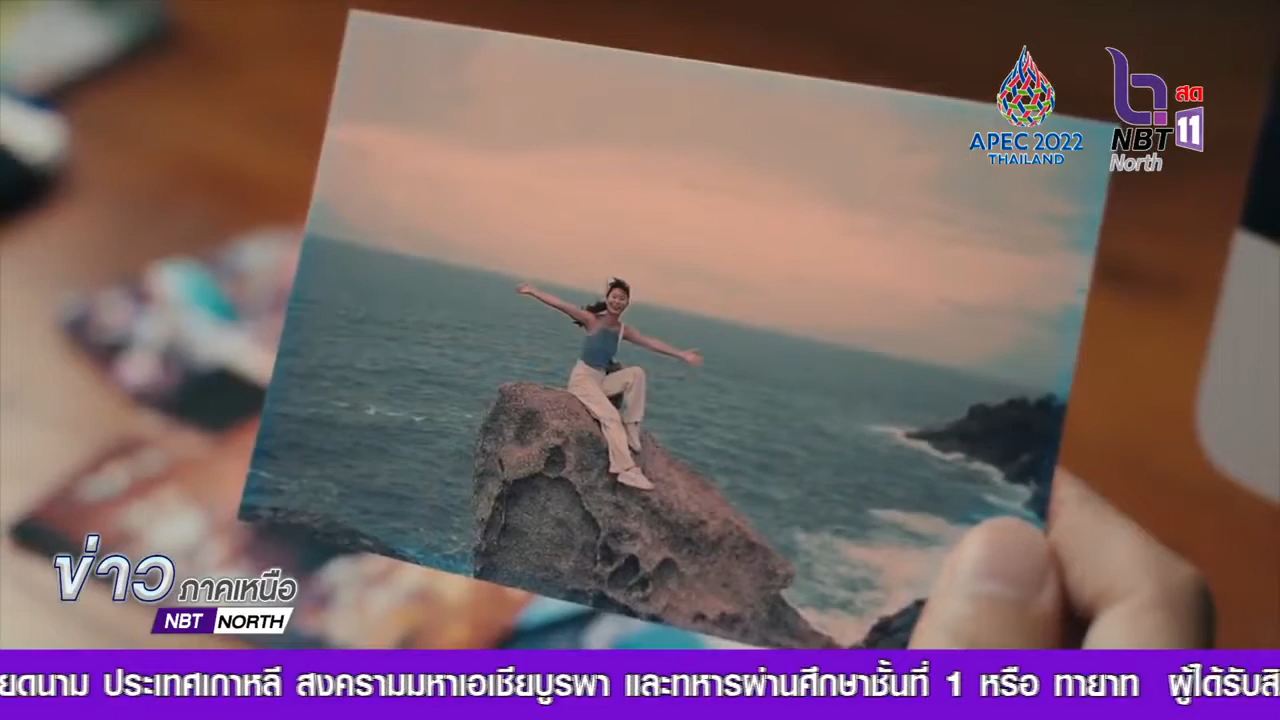 สด
11
NBT
North
APEC 2022
THAILAND
ข่าว
ภาคเหนือ
NBT NORTH
ยดนาม ประเทศเกาหลี สงครามมหาเอเชียบูรพา และทหารผ่านศึกษาชั้นที่ 1 หรือ ทายาท ผู้ได้รับสิ